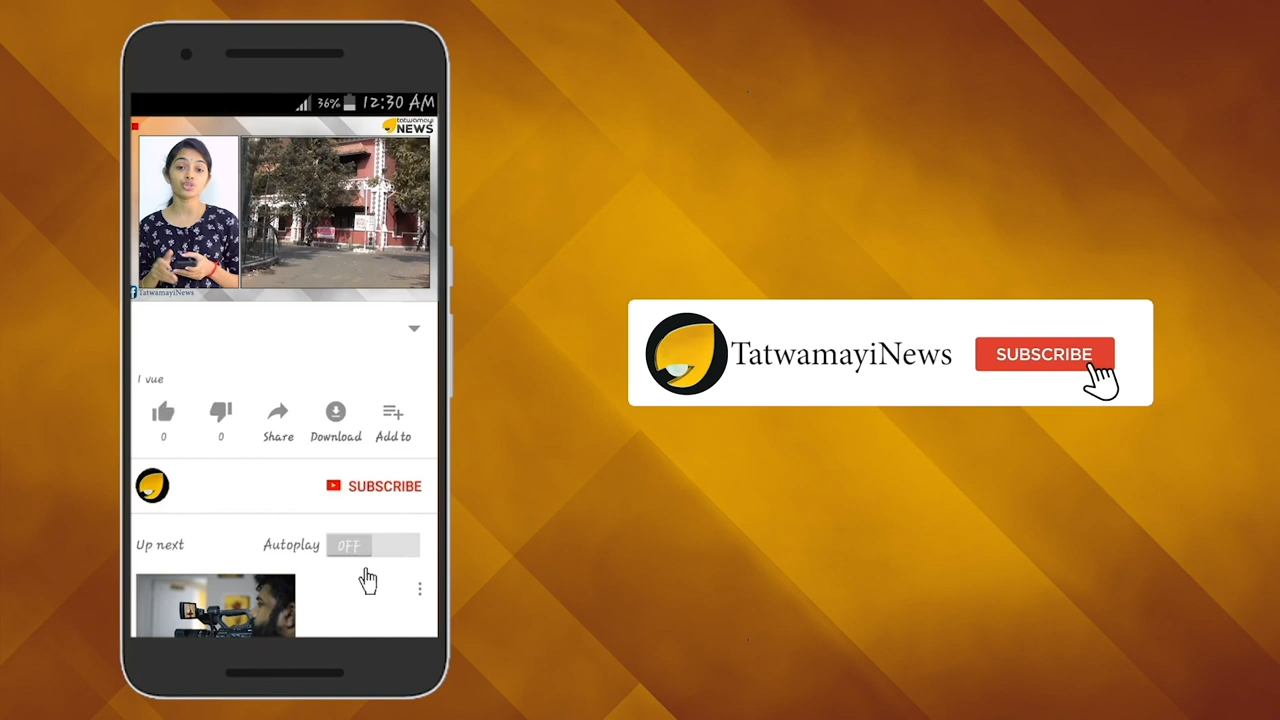 36% 12:30 AM
tatwamayi
NEWS
TatwamayiNews
1 vue
0 0 Share Download Add to
SUBSCRIBE
Up next Autoplay OFF
TatwamayiNews SUBSCRIBE